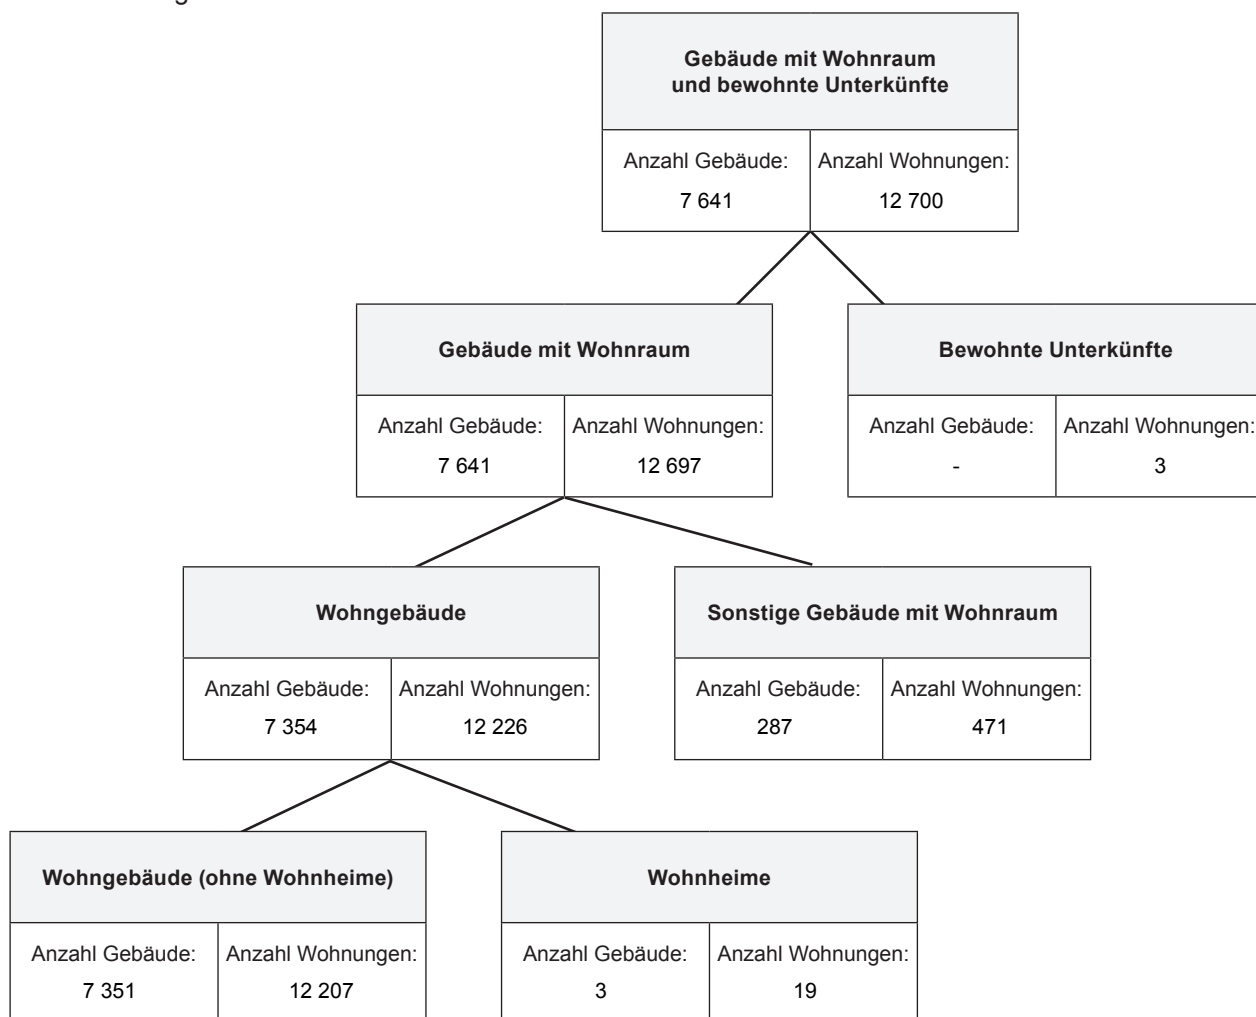 Gebäude mit Wohnraum
und bewohnte Unterkünfte
Anzahl Gebäude: Anzahl Wohnungen:
7 641 12 700
Gebäude mit Wohnraum
Anzahl Gebäude: Anzahl Wohnungen:
7 641 12 697
Bewohnte Unterkünfte
Anzahl Gebäude: Anzahl Wohnungen:
- 3
Wohngebäude
Anzahl Gebäude: Anzahl Wohnungen:
7 354 12 226
Sonstige Gebäude mit Wohnraum
Anzahl Gebäude: Anzahl Wohnungen:
287 471
Wohngebäude (ohne Wohnheime)
Anzahl Gebäude: Anzahl Wohnungen:
7 351 12 207
Wohnheime
Anzahl Gebäude: Anzahl Wohnungen:
3 19